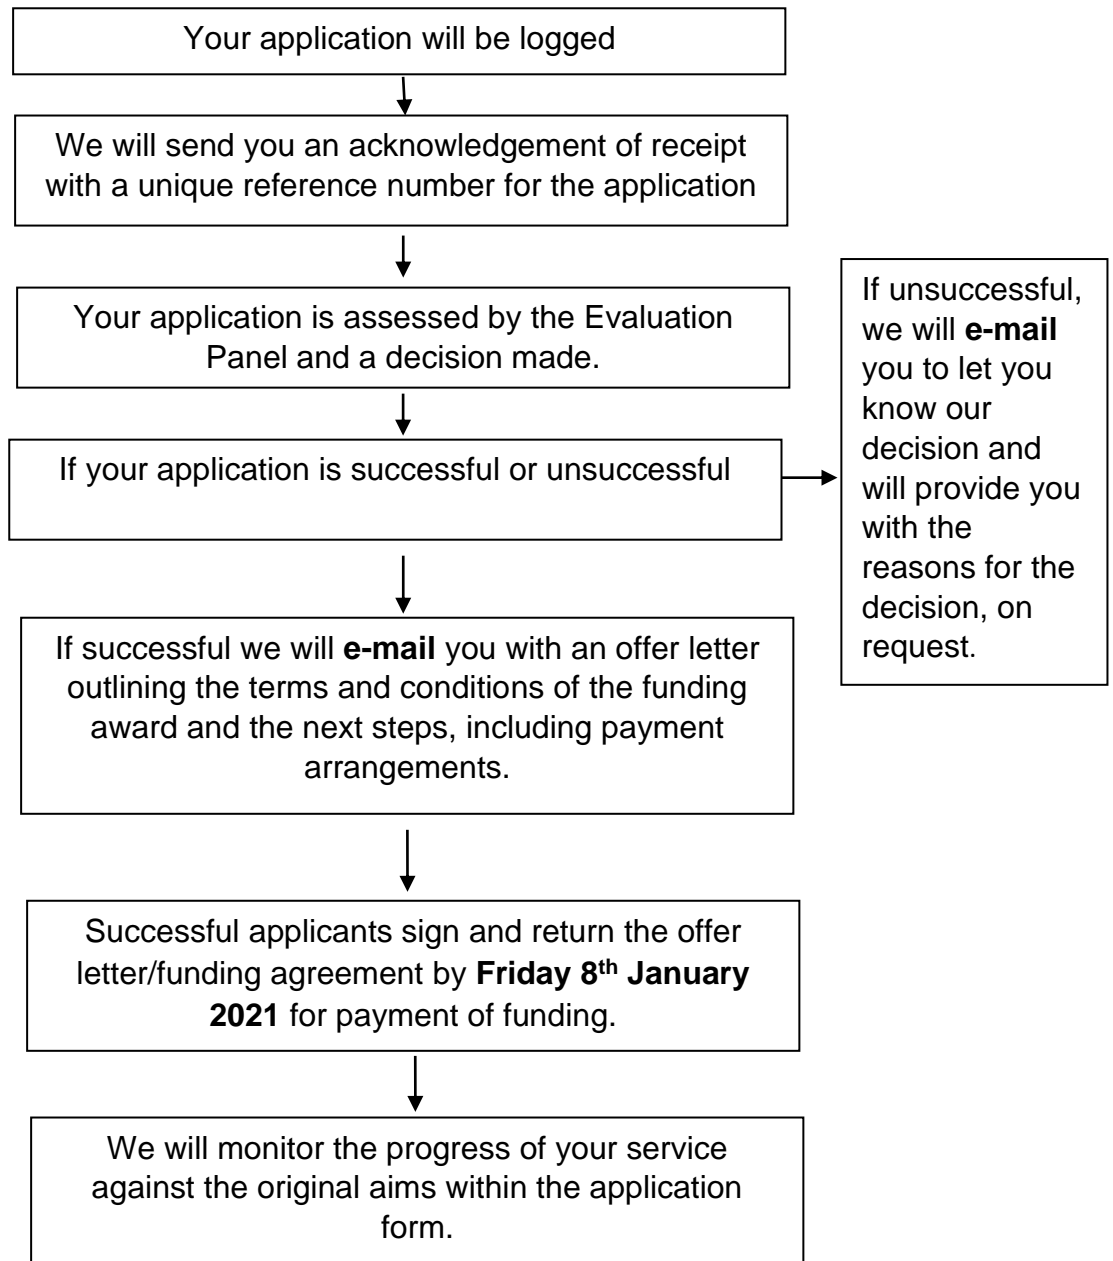 Your application will be logged
We will send you an acknowledgement of receipt
with a unique reference number for the application
Your application is assessed by the Evaluation
Panel and a decision made.
If your application is successful or unsuccessful
If unsuccessful,
we will e-mail
you to let you
know our
decision and
will provide you
with the
reasons for the
decision, on
request.
If successful we will e-mail you with an offer letter
outlining the terms and conditions of the funding
award and the next steps, including payment
arrangements.
Successful applicants sign and return the offer
letter/funding agreement by Friday 8th January
2021 for payment of funding.
We will monitor the progress of your service
against the original aims within the application
form.